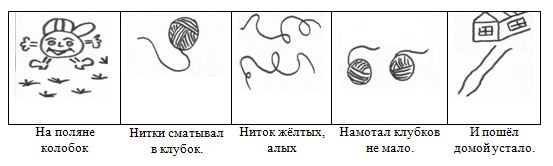 На поляне
колобок
Нитки сматывал
в клубок.
Ниток жёлтых,
алых
Намотал клубков
не мало.
И пошёл
домой устало.